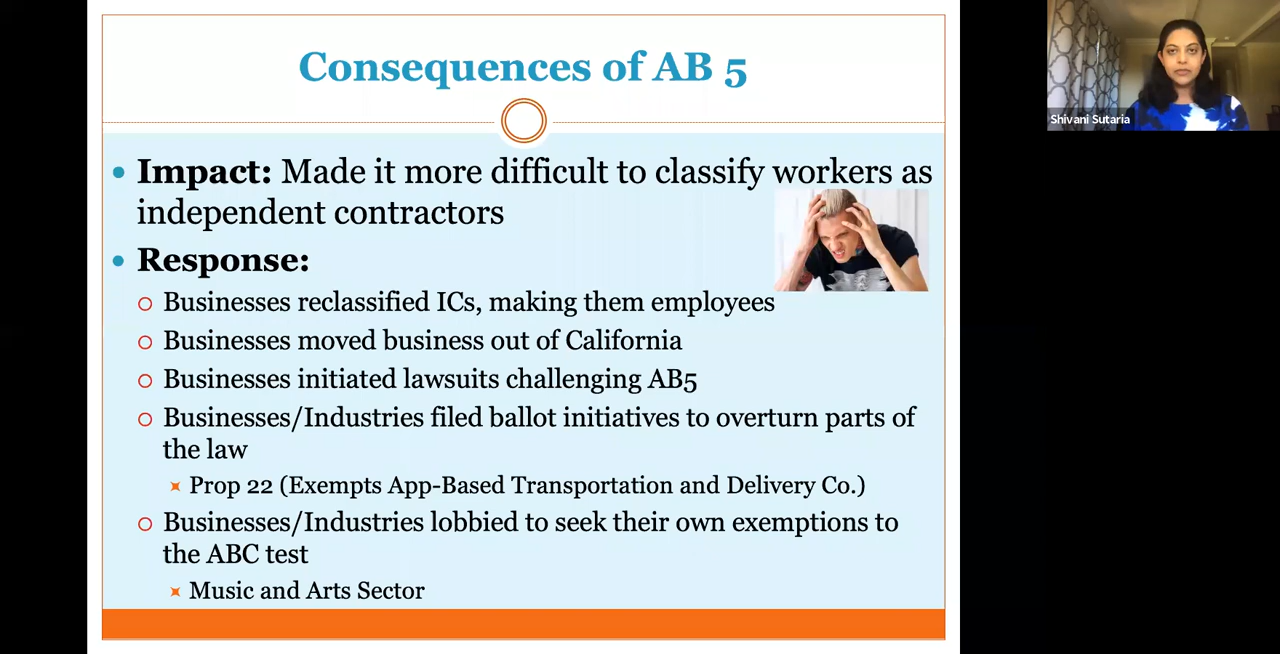 Consequences of AB 5
Impact: Made it more difficult to classify workers as
independent contractors
Response:
Businesses reclassified ICs, making them employees
Businesses moved business out of California
Businesses initiated lawsuits challenging AB5
Businesses/Industries filed ballot initiatives to overturn parts of
the law
Prop 22 (Exempts App-Based Transportation and Delivery Co.)
Businesses/Industries lobbied to seek their own exemptions to
the ABC test
Music and Arts Sector
Shivani Sutaria